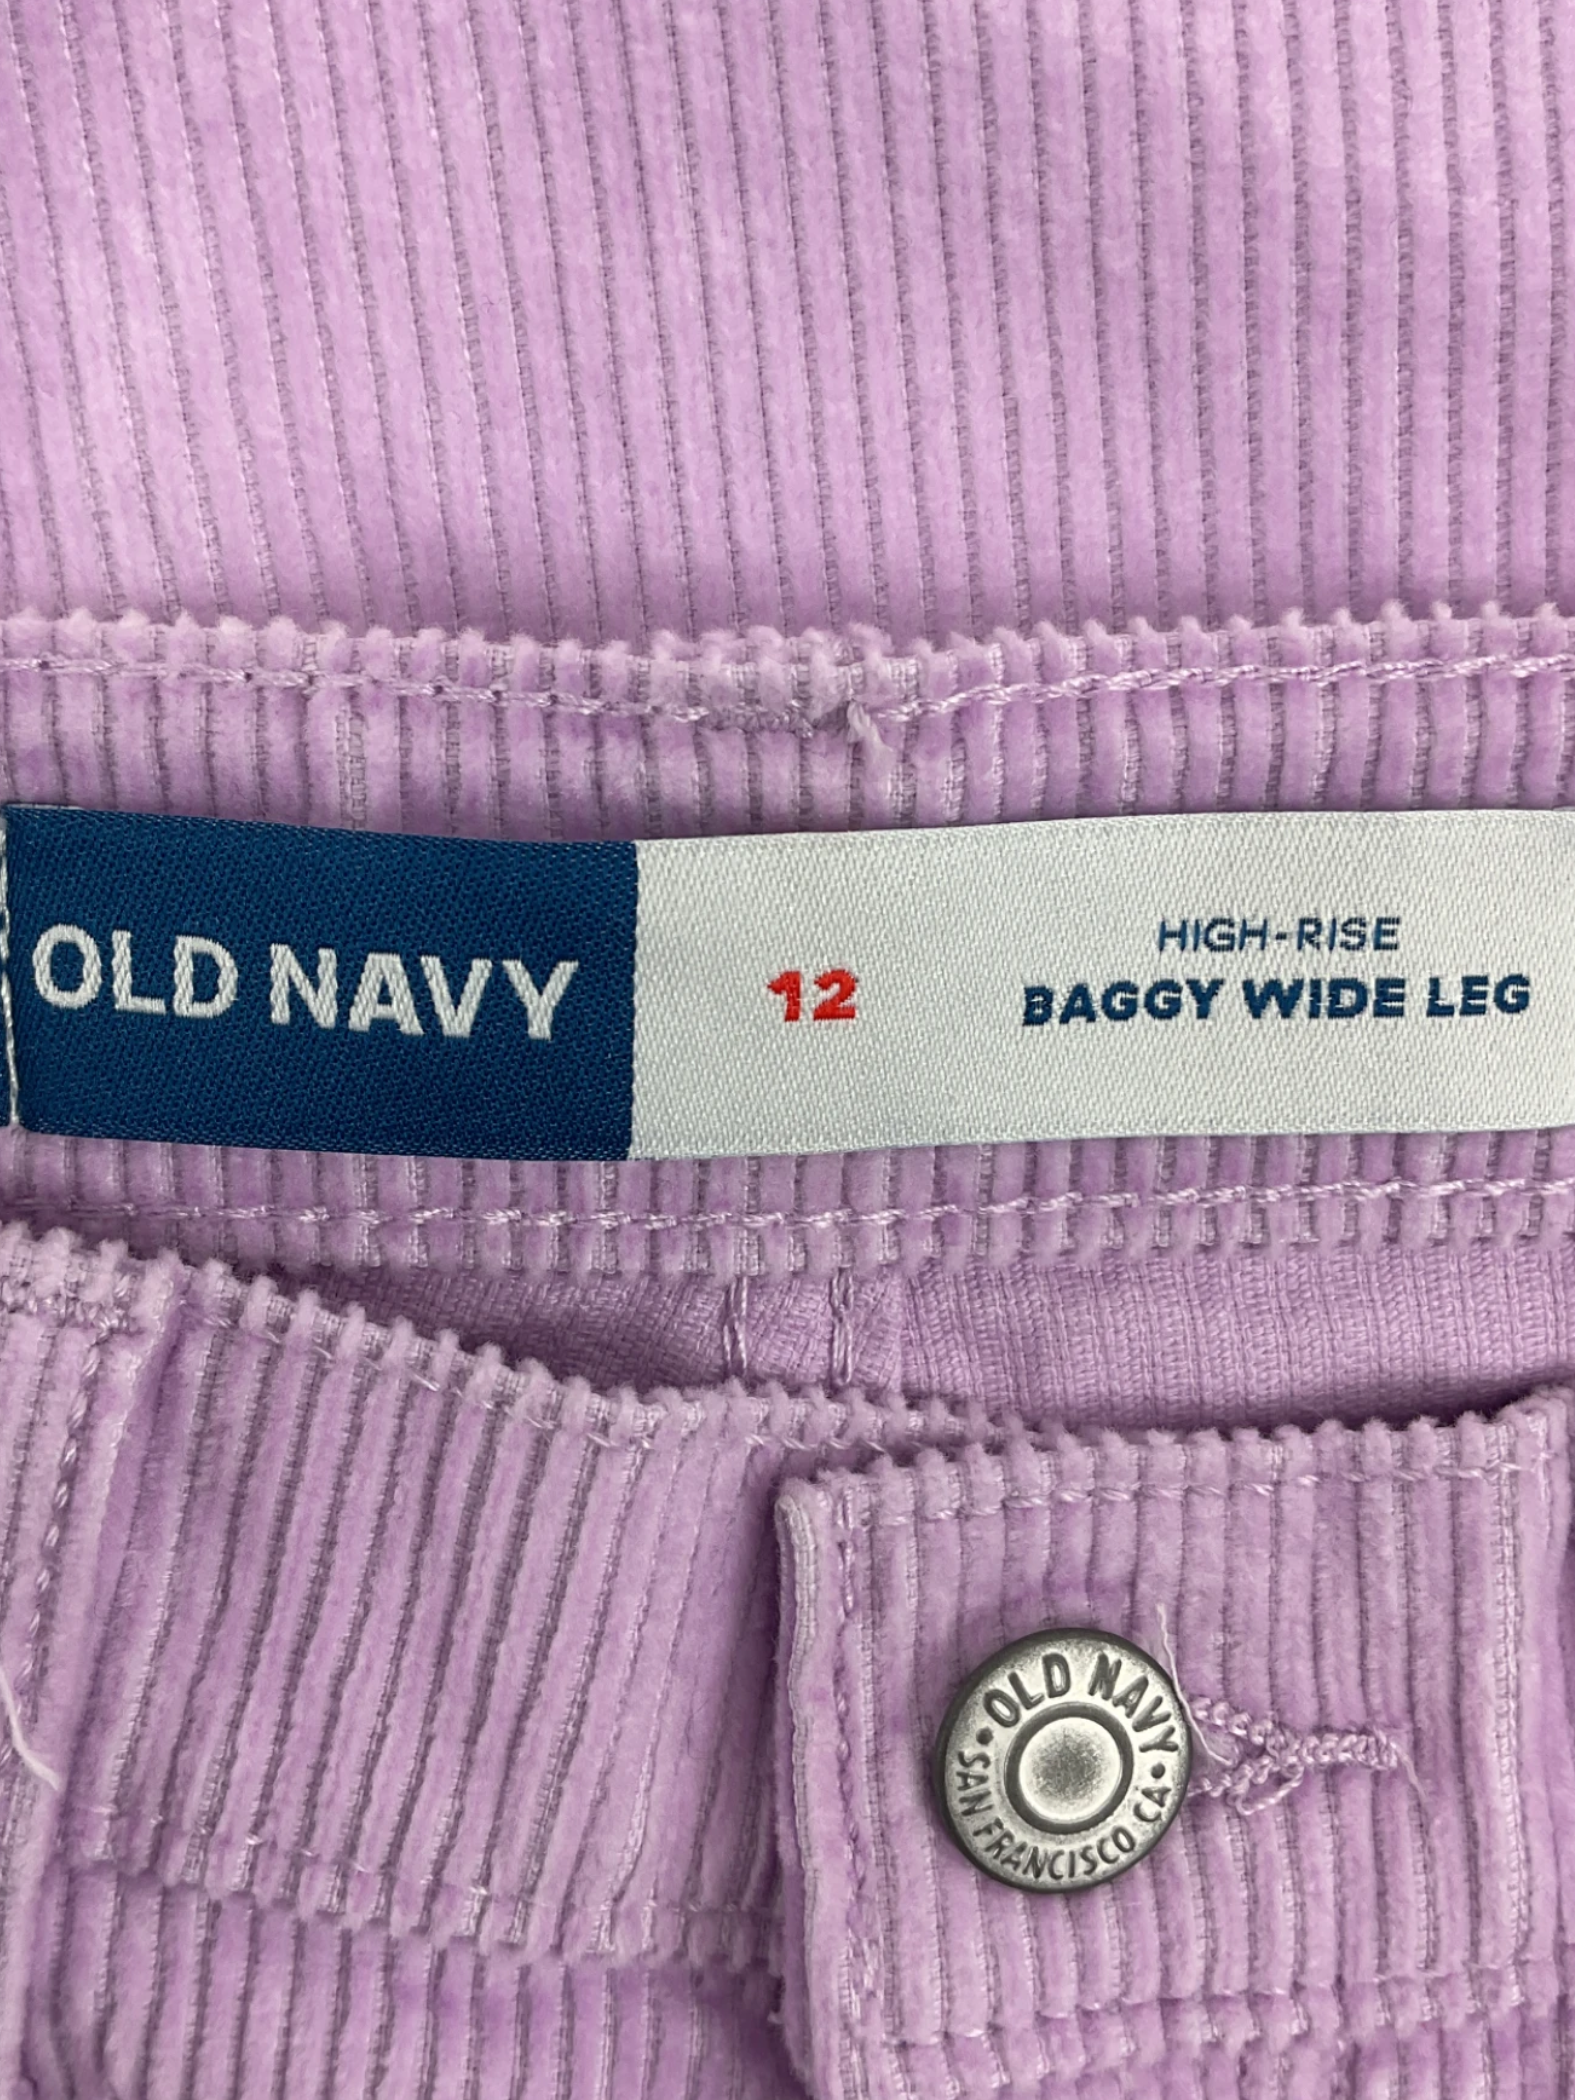 OLD NAVY
12
HIGH-RISE
BAGGY WIDE LEG
• OLD NAVY •
SAN FRANCISCO CA